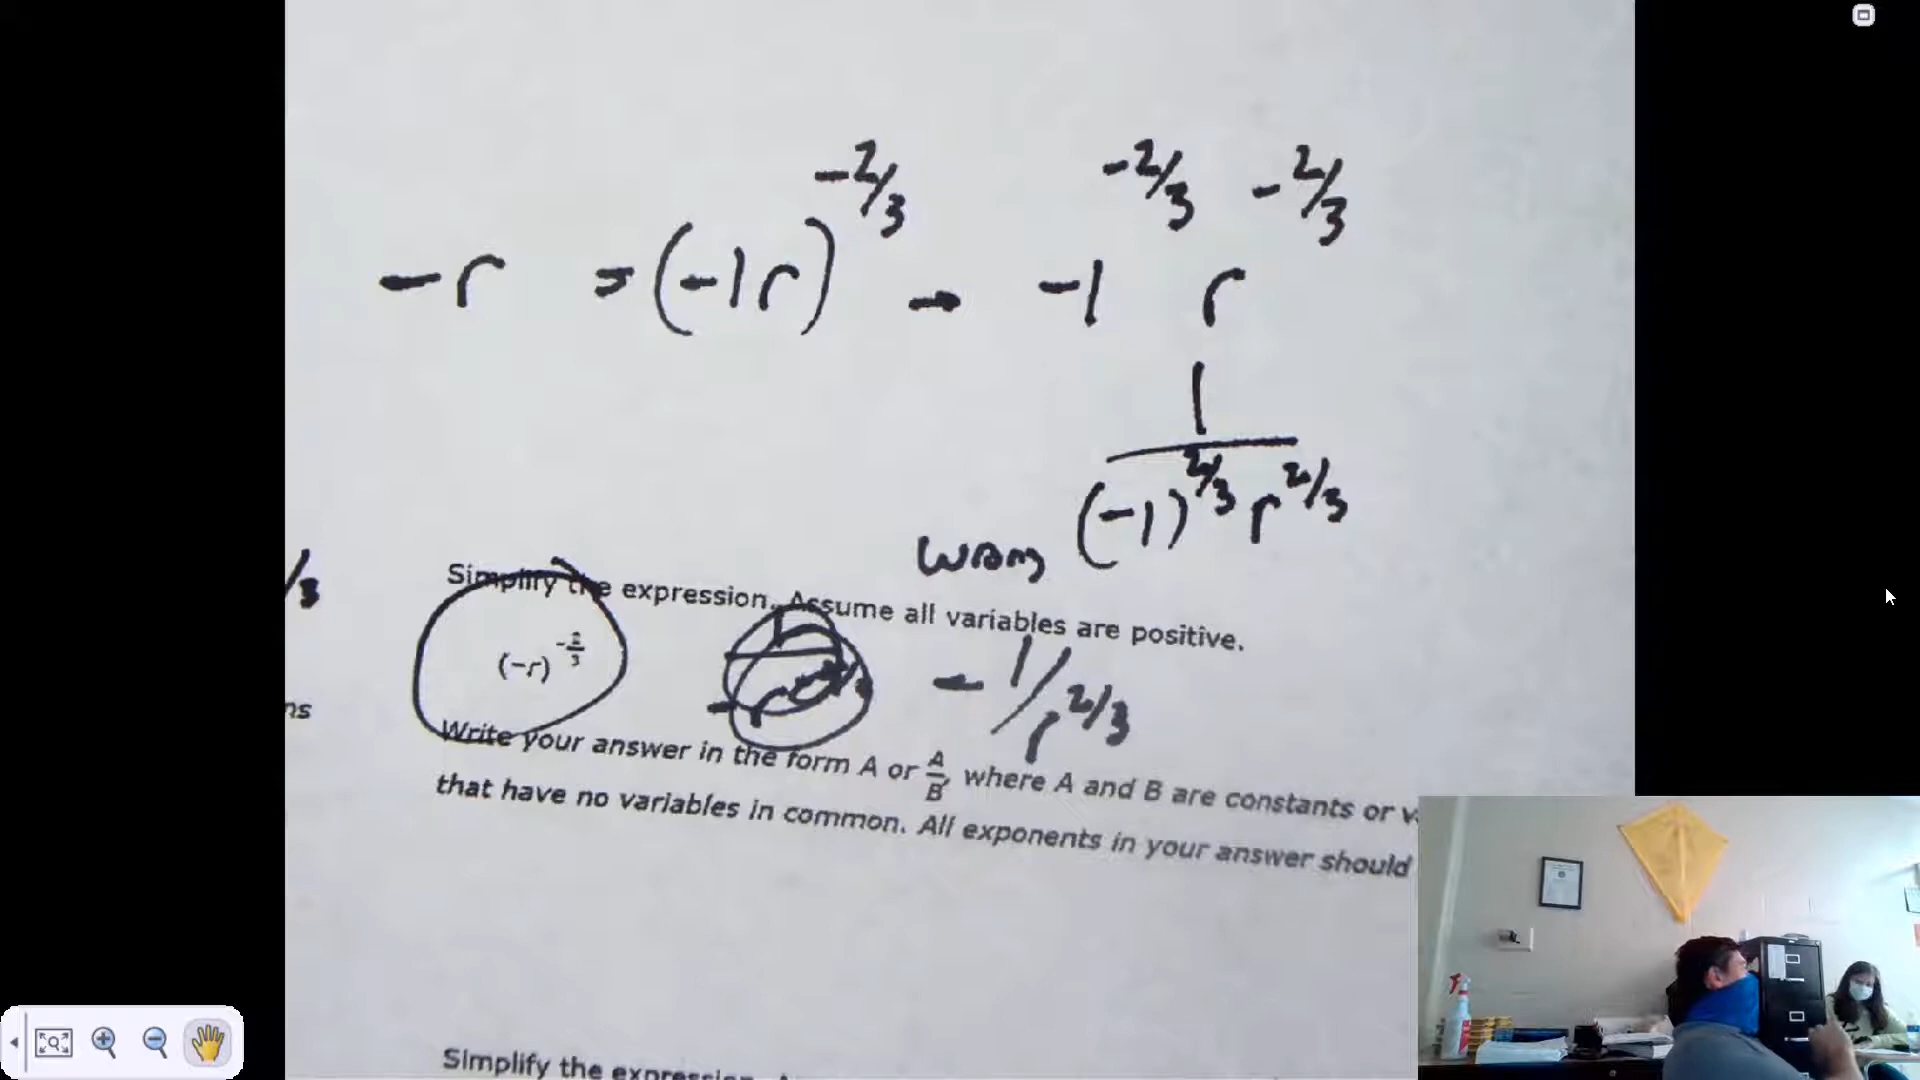 -r = (-1r)^-2/3 → -1^-2/3 r^-2/3
1
(-1)^2/3 r^2/3
/3
Wrong
Simplify the expression. Assume all variables are positive.
(-r)^-2/3
- 1/r^2/3
ns
Write your answer in the form A or A/B, where A and B are constants or v
that have no variables in common. All exponents in your answer should
Simplify the expression.